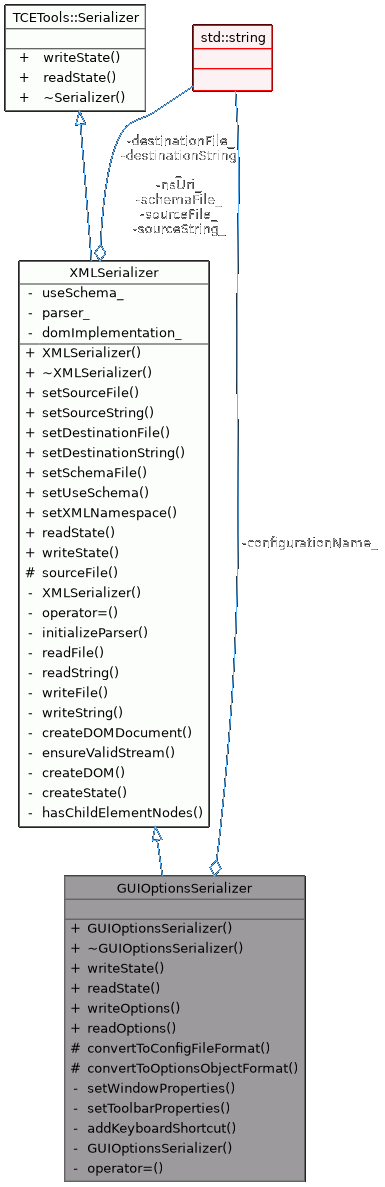 TCETools::Serializer
+ writeState()
+ readState()
+ ~Serializer()
std::string
-destinationFile_
-destinationString_
-nsUri_
-schemaFile_
-sourceFile_
-sourceString_
XMLSerializer
- useSchema_
- parser_
- domImplementation_
+ XMLSerializer()
+ ~XMLSerializer()
+ setSourceFile()
+ setSourceString()
+ setDestinationFile()
+ setDestinationString()
+ setSchemaFile()
+ setUseSchema()
+ setXMLNamespace()
+ readState()
+ writeState()
# sourceFile()
- XMLSerializer()
- operator=()
- initializeParser()
- readFile()
- readString()
- writeFile()
- writeString()
- createDOMDocument()
- ensureValidStream()
- createDOM()
- createState()
- hasChildElementNodes()
-configurationName_
GUIOptionsSerializer
+ GUIOptionsSerializer()
+ ~GUIOptionsSerializer()
+ writeState()
+ readState()
+ writeOptions()
+ readOptions()
# convertToConfigFileFormat()
# convertToOptionsObjectFormat()
- setWindowProperties()
- setToolbarProperties()
- addKeyboardShortcut()
- GUIOptionsSerializer()
- operator=()